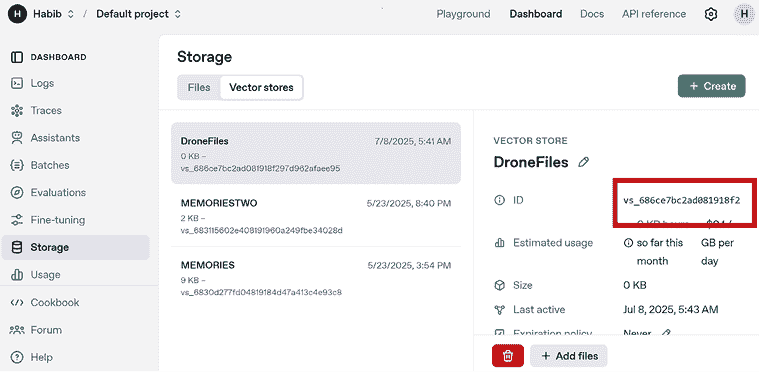 H Habib / Default project
Playground Dashboard Docs API reference H
DASHBOARD
Logs
Traces
Assistants
Batches
Evaluations
Fine-tuning
Storage
Usage
Cookbook
Forum
Help
Storage
Files Vector stores
+ Create
DroneFiles 7/8/2025, 5:41 AM
0 KB –
vs_686ce7bc2ad081918f297d962afaee95
MEMORIESTWO 5/23/2025, 8:40 PM
2 KB –
vs_683115602e408191960a249fbe34028d
MEMORIES 5/23/2025, 3:54 PM
9 KB –
vs_6830d277fd04819184d47a413c4e93c8
VECTOR STORE
DroneFiles
ID vs_686ce7bc2ad081918f2
Estimated usage
so far this
month
GB per
day
Size 0 KB
Last active Jul 8, 2025, 5:43 AM
Expiration policy Never
+ Add files